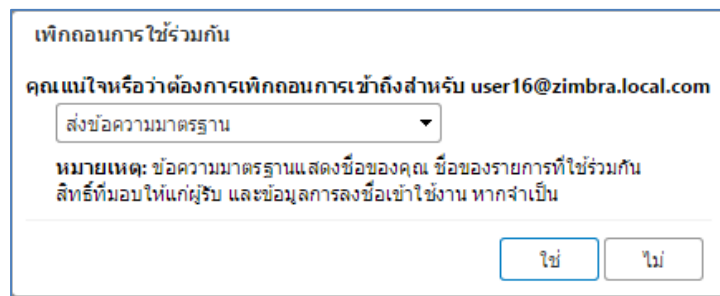 เพิกถอนการใช้ร่วมกัน
คุณแน่ใจหรือว่าต้องการเพิกถอนการเข้าถึงสำหรับ user16@zimbra.local.com
ส่งข้อความมาตรฐาน
หมายเหตุ: ข้อความมาตรฐานแสดงชื่อของคุณ ชื่อของรายการที่ใช้ร่วมกัน
สิทธิ์ที่มอบให้แก่ผู้รับ และข้อมูลการลงชื่อเข้าใช้งาน หากจำเป็น
ใช่ ไม่